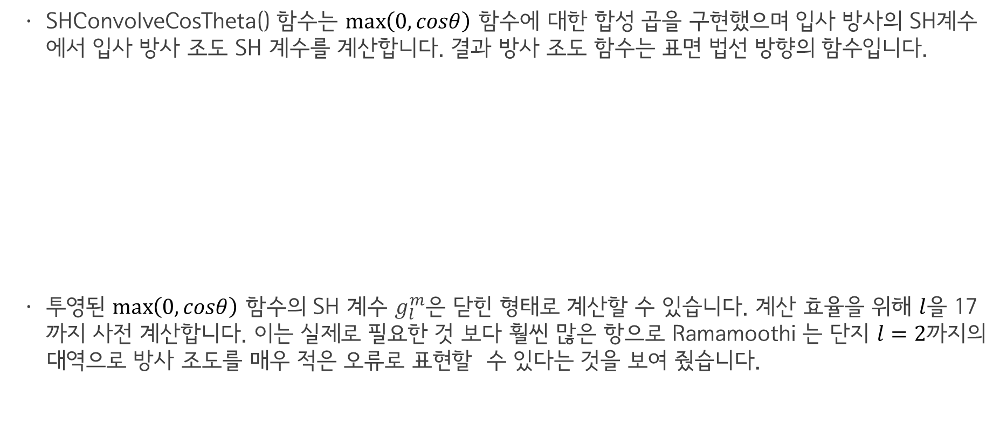 · SHConvolveCosTheta() 함수는 max(0, cosθ) 함수에 대한 합성 곱을 구현했으며 입사 방사의 SH계수
에서 입사 방사 조도 SH 계수를 계산합니다. 결과 방사 조도 함수는 표면 법선 방향의 함수입니다.
· 투영된 max(0, cosθ) 함수의 SH 계수 g_l^m은 닫힌 형태로 계산할 수 있습니다. 계산 효율을 위해 l을 17
까지 사전 계산합니다. 이는 실제로 필요한 것 보다 훨씬 많은 항으로 Ramamoothi 는 단지 l = 2까지의
대역으로 방사 조도를 매우 적은 오류로 표현할 수 있다는 것을 보여 줬습니다.